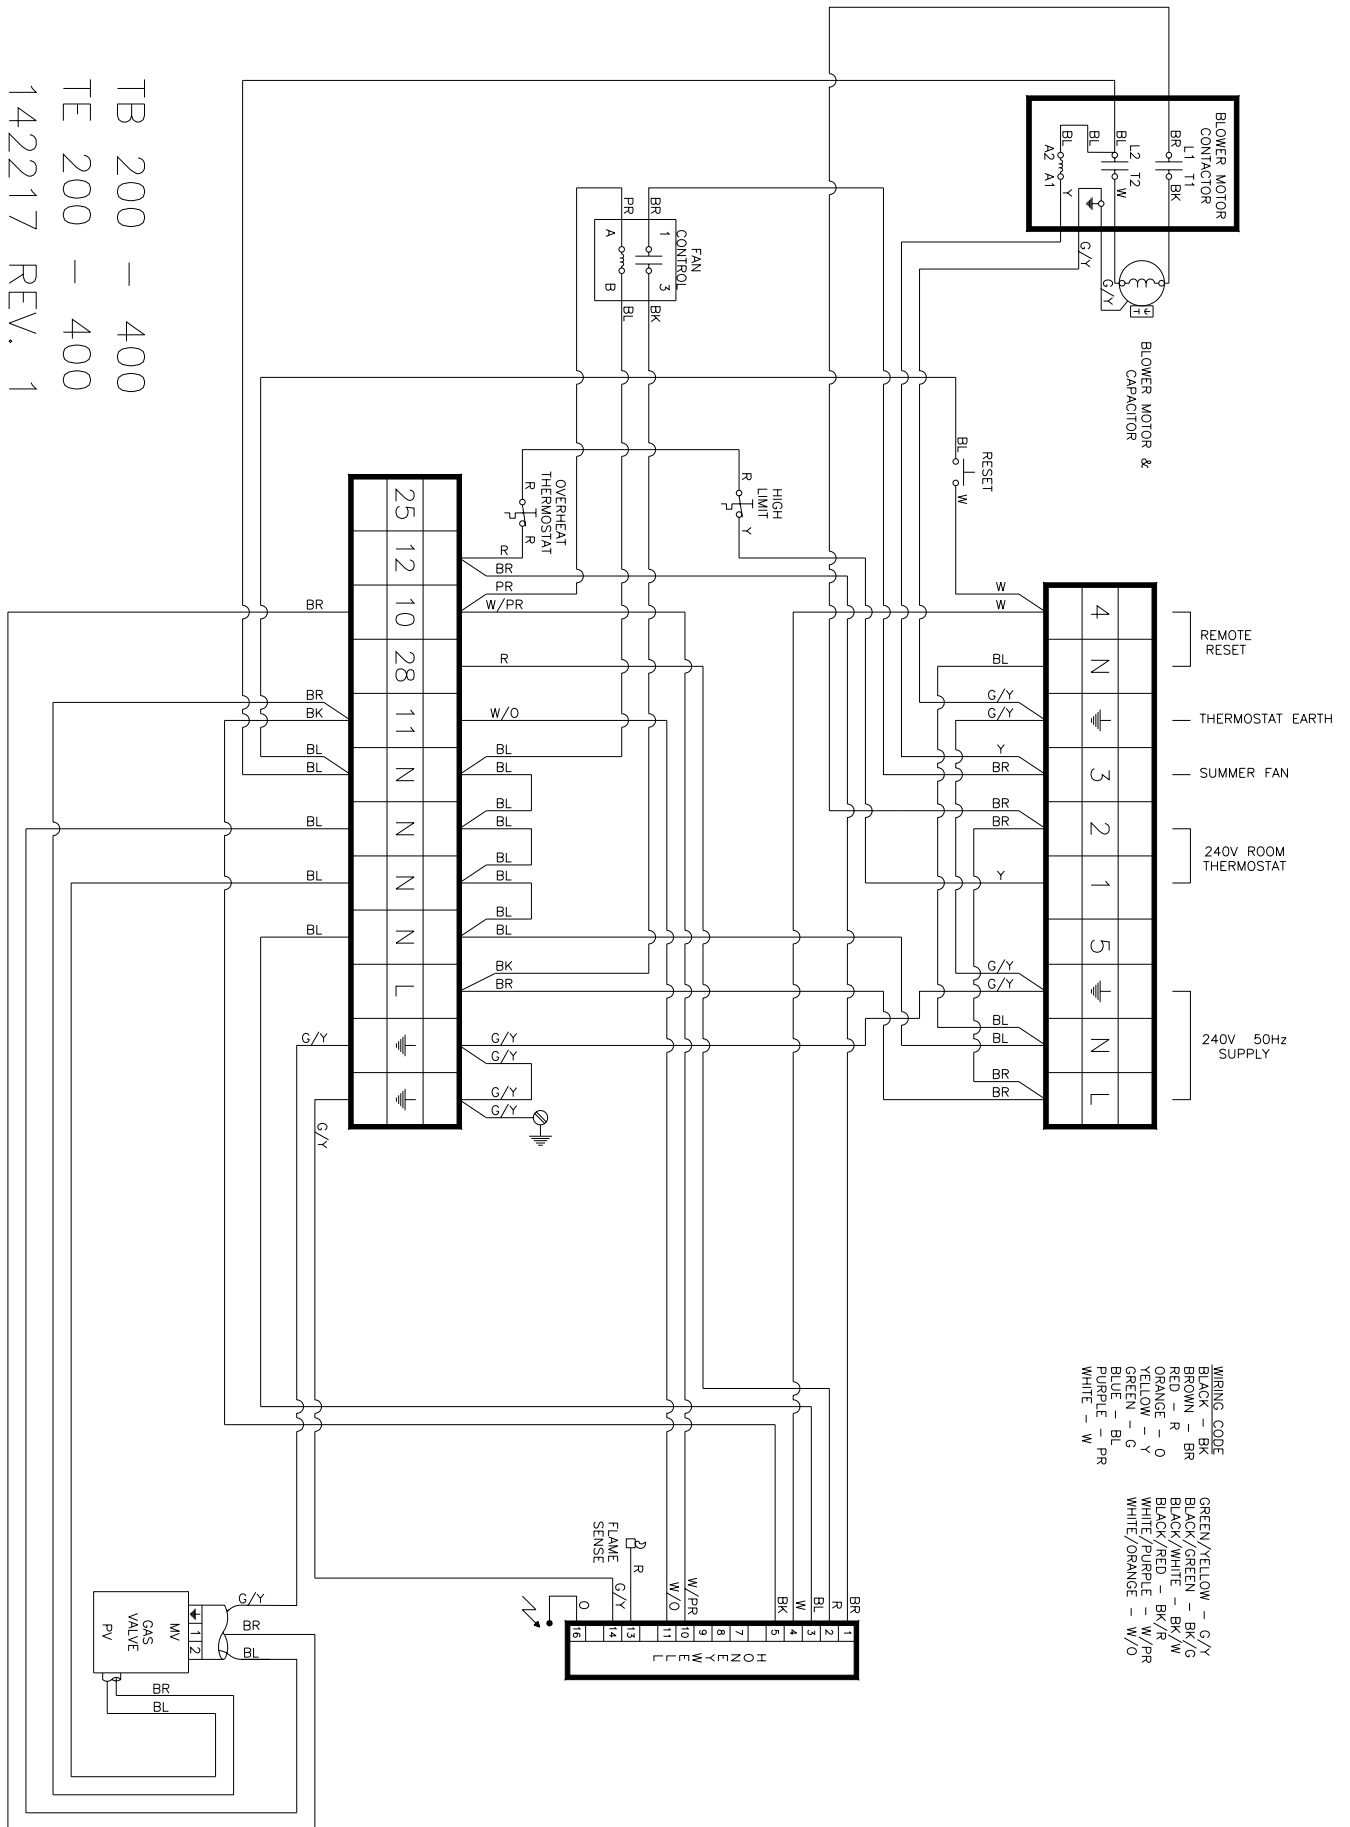 BLOWER MOTOR
CONTACTOR
BR
L1 T1
BK
BL
L2 T2
W
BL
BL
A2 A1
Y
G/Y
G/Y
BLOWER MOTOR &
CAPACITOR
FAN
CONTROL
BR
1
3
BK
PR
A
B
BL
RESET
BL
W
HIGH
LIMIT
R
Y
OVERHEAT
THERMOSTAT
R
R
TB 200 - 400
TE 200 - 400
142217 REV. 1
25
12
10
28
11
N
N
N
N
L
R
BR
PR
W/PR
R
W/O
BL
BL
BL
BL
BL
BL
BL
BL
BK
BR
G/Y
G/Y
G/Y
G/Y
BR
BR
BK
BL
BL
BL
BL
BL
G/Y
G/Y
4
N
3
2
1
5
N
L
W
W
BL
G/Y
G/Y
Y
BR
BR
BR
Y
G/Y
G/Y
BL
BL
BR
BR
REMOTE
RESET
THERMOSTAT EARTH
SUMMER FAN
240V ROOM
THERMOSTAT
240V 50Hz
SUPPLY
WIRING CODE
BLACK - BK
BROWN - BR
RED - R
ORANGE - O
YELLOW - Y
GREEN - G
BLUE - BL
PURPLE - PR
WHITE - W
GREEN/YELLOW - G/Y
BLACK/GREEN - BK/G
BLACK/WHITE - BK/W
BLACK/RED - BK/R
WHITE/PURPLE - W/PR
WHITE/ORANGE - W/O
FLAME
SENSE
R
G/Y
O
W/O
W/PR
BK
W
BL
R
BR
1
2
3
4
5
7
8
9
10
11
13
14
16
HONEYWELL
GAS
VALVE
MV
PV
1
2
G/Y
BR
BL
BR
BL